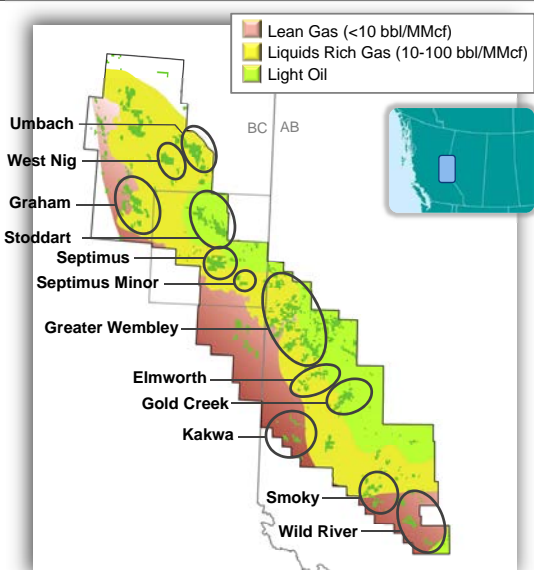 Lean Gas (<10 bbl/MMcf)
Liquids Rich Gas (10-100 bbl/MMcf)
Light Oil
BC AB
Umbach
West Nig
Graham
Stoddart
Septimus
Septimus Minor
Greater Wembley
Elmworth
Gold Creek
Kakwa
Smoky
Wild River